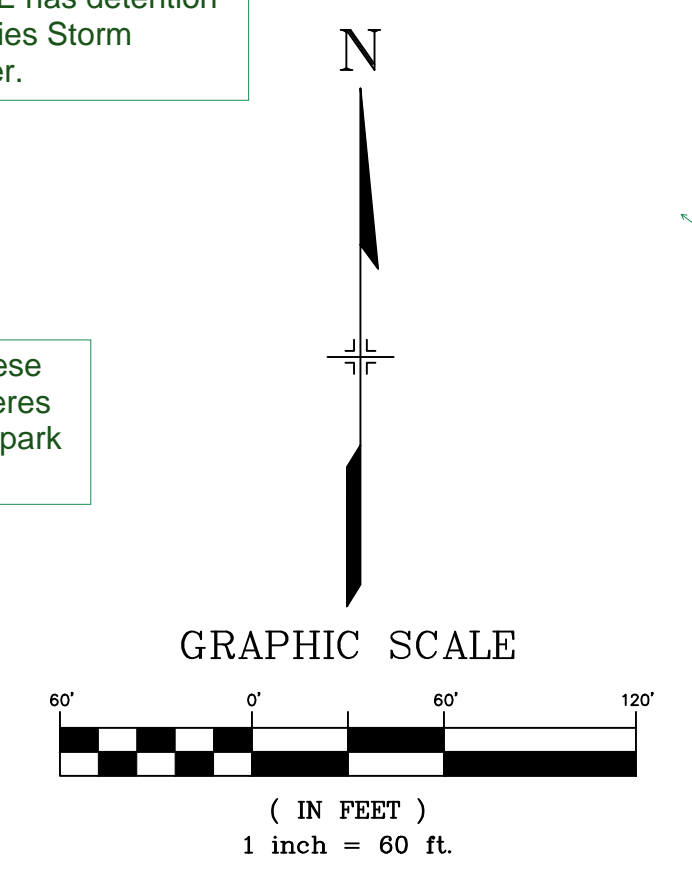 E has detention
ies Storm
er.
N
ese
eres
park
GRAPHIC SCALE
60' 0' 60' 120'
( IN FEET )
1 inch = 60 ft.